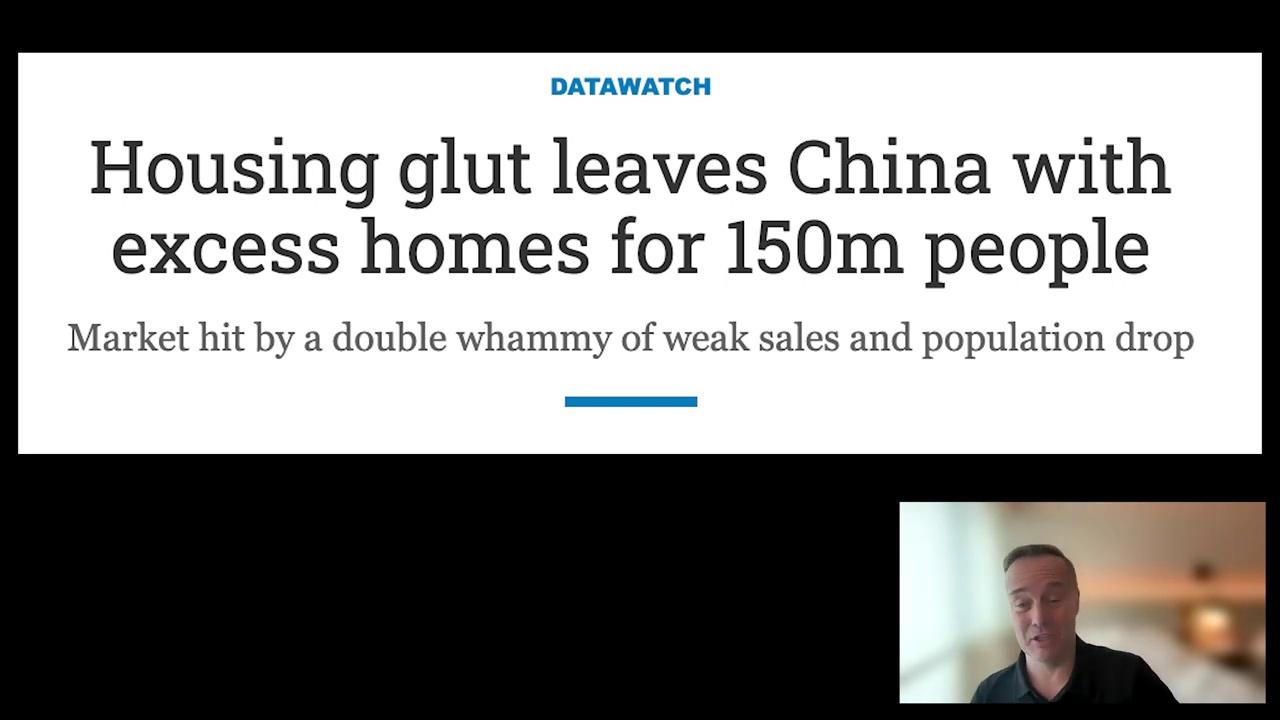 DATAWATCH
Housing glut leaves China with
excess homes for 150m people
Market hit by a double whammy of weak sales and population drop